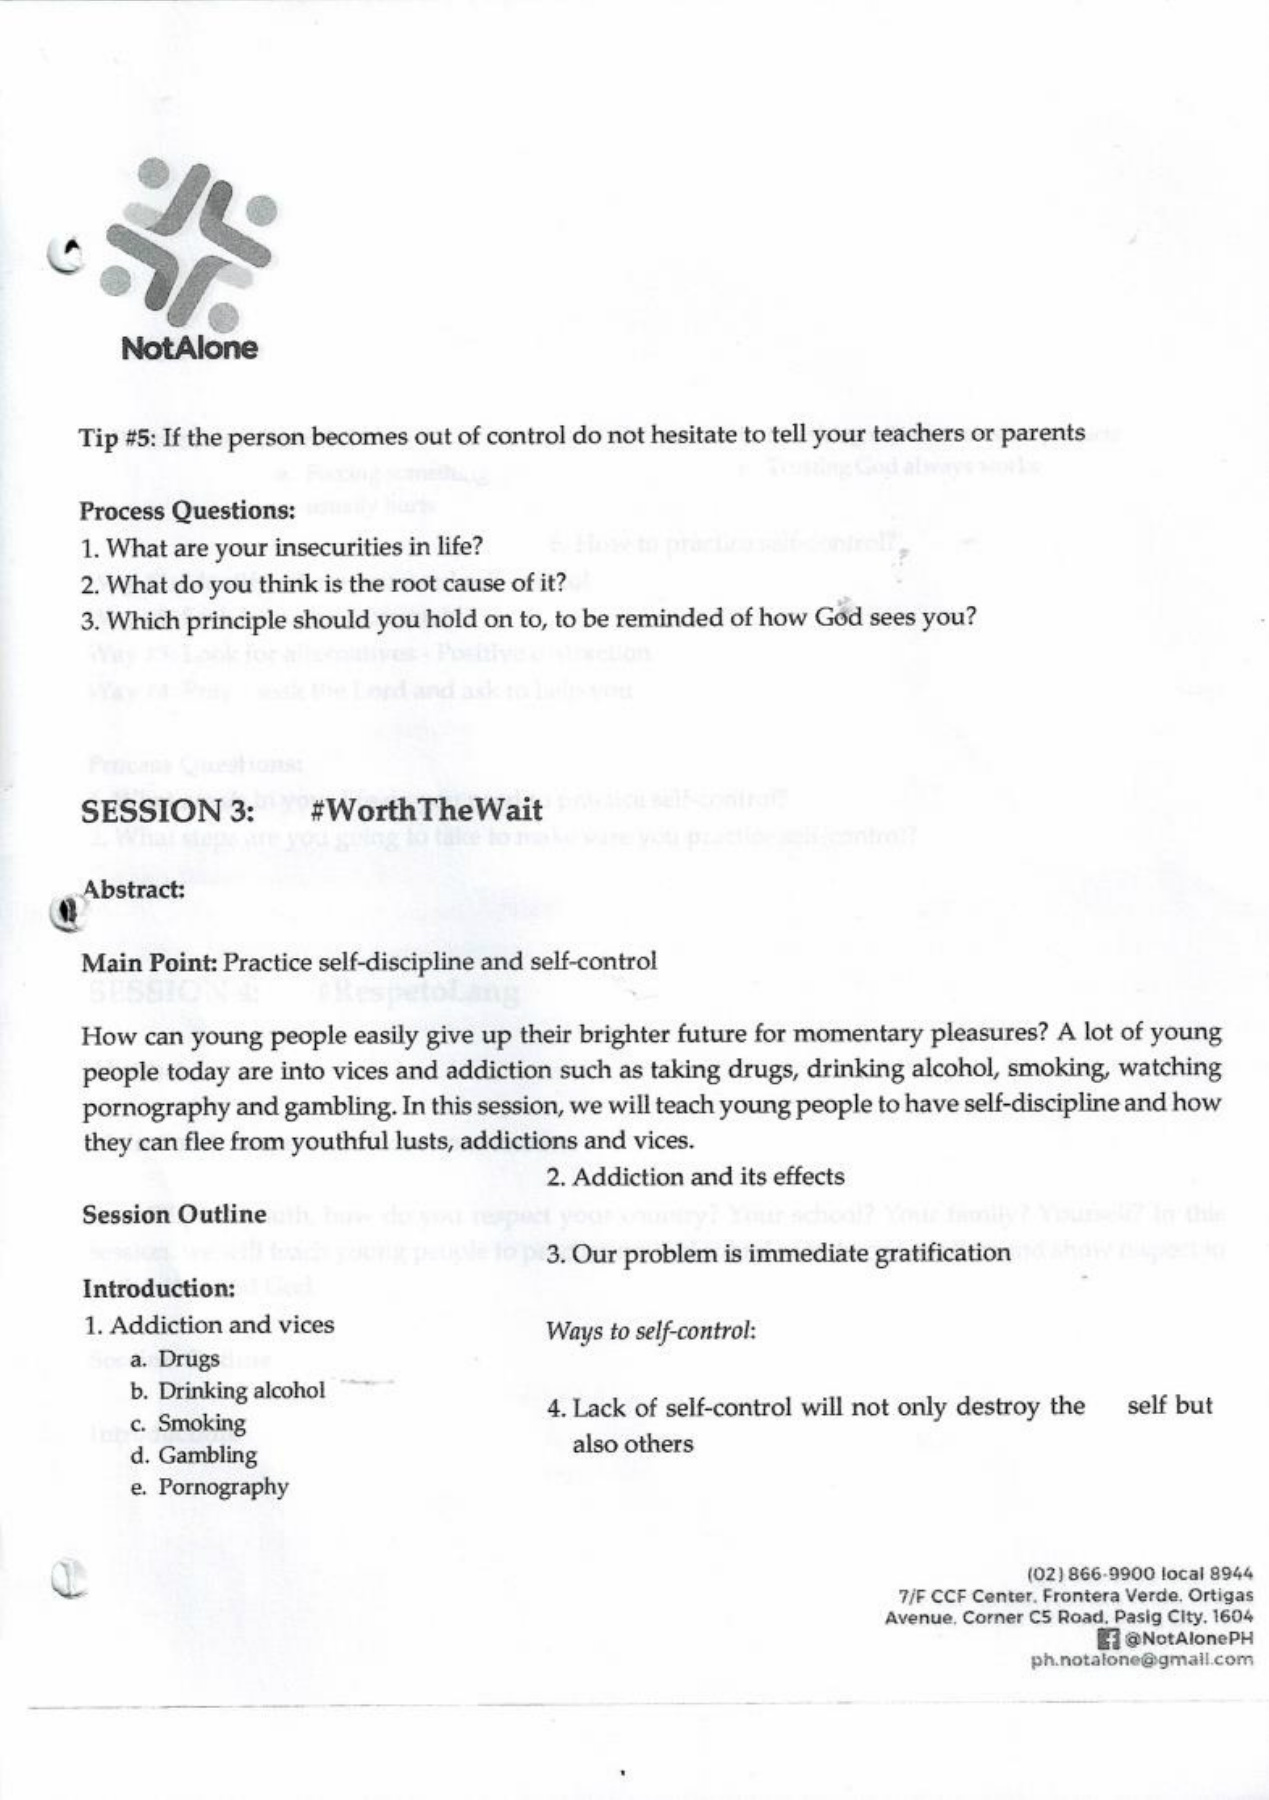 NotAlone
Tip #5: If the person becomes out of control do not hesitate to tell your teachers or parents
Process Questions:
1. What are your insecurities in life?
2. What do you think is the root cause of it?
3. Which principle should you hold on to, to be reminded of how God sees you?
SESSION 3: #WorthTheWait
Abstract:
Main Point: Practice self-discipline and self-control
How can young people easily give up their brighter future for momentary pleasures? A lot of young
people today are into vices and addiction such as taking drugs, drinking alcohol, smoking, watching
pornography and gambling. In this session, we will teach young people to have self-discipline and how
they can flee from youthful lusts, addictions and vices.
Session Outline
Introduction:
1. Addiction and vices
a. Drugs
b. Drinking alcohol
c. Smoking
d. Gambling
e. Pornography
2. Addiction and its effects
3. Our problem is immediate gratification
Ways to self-control:
4. Lack of self-control will not only destroy the self but
also others
(02) 866-9900 local 8944
7/F CCF Center, Frontera Verde, Ortigas
Avenue, Corner C5 Road, Pasig City, 1604
@NotAlonePH
ph.notalone@gmail.com